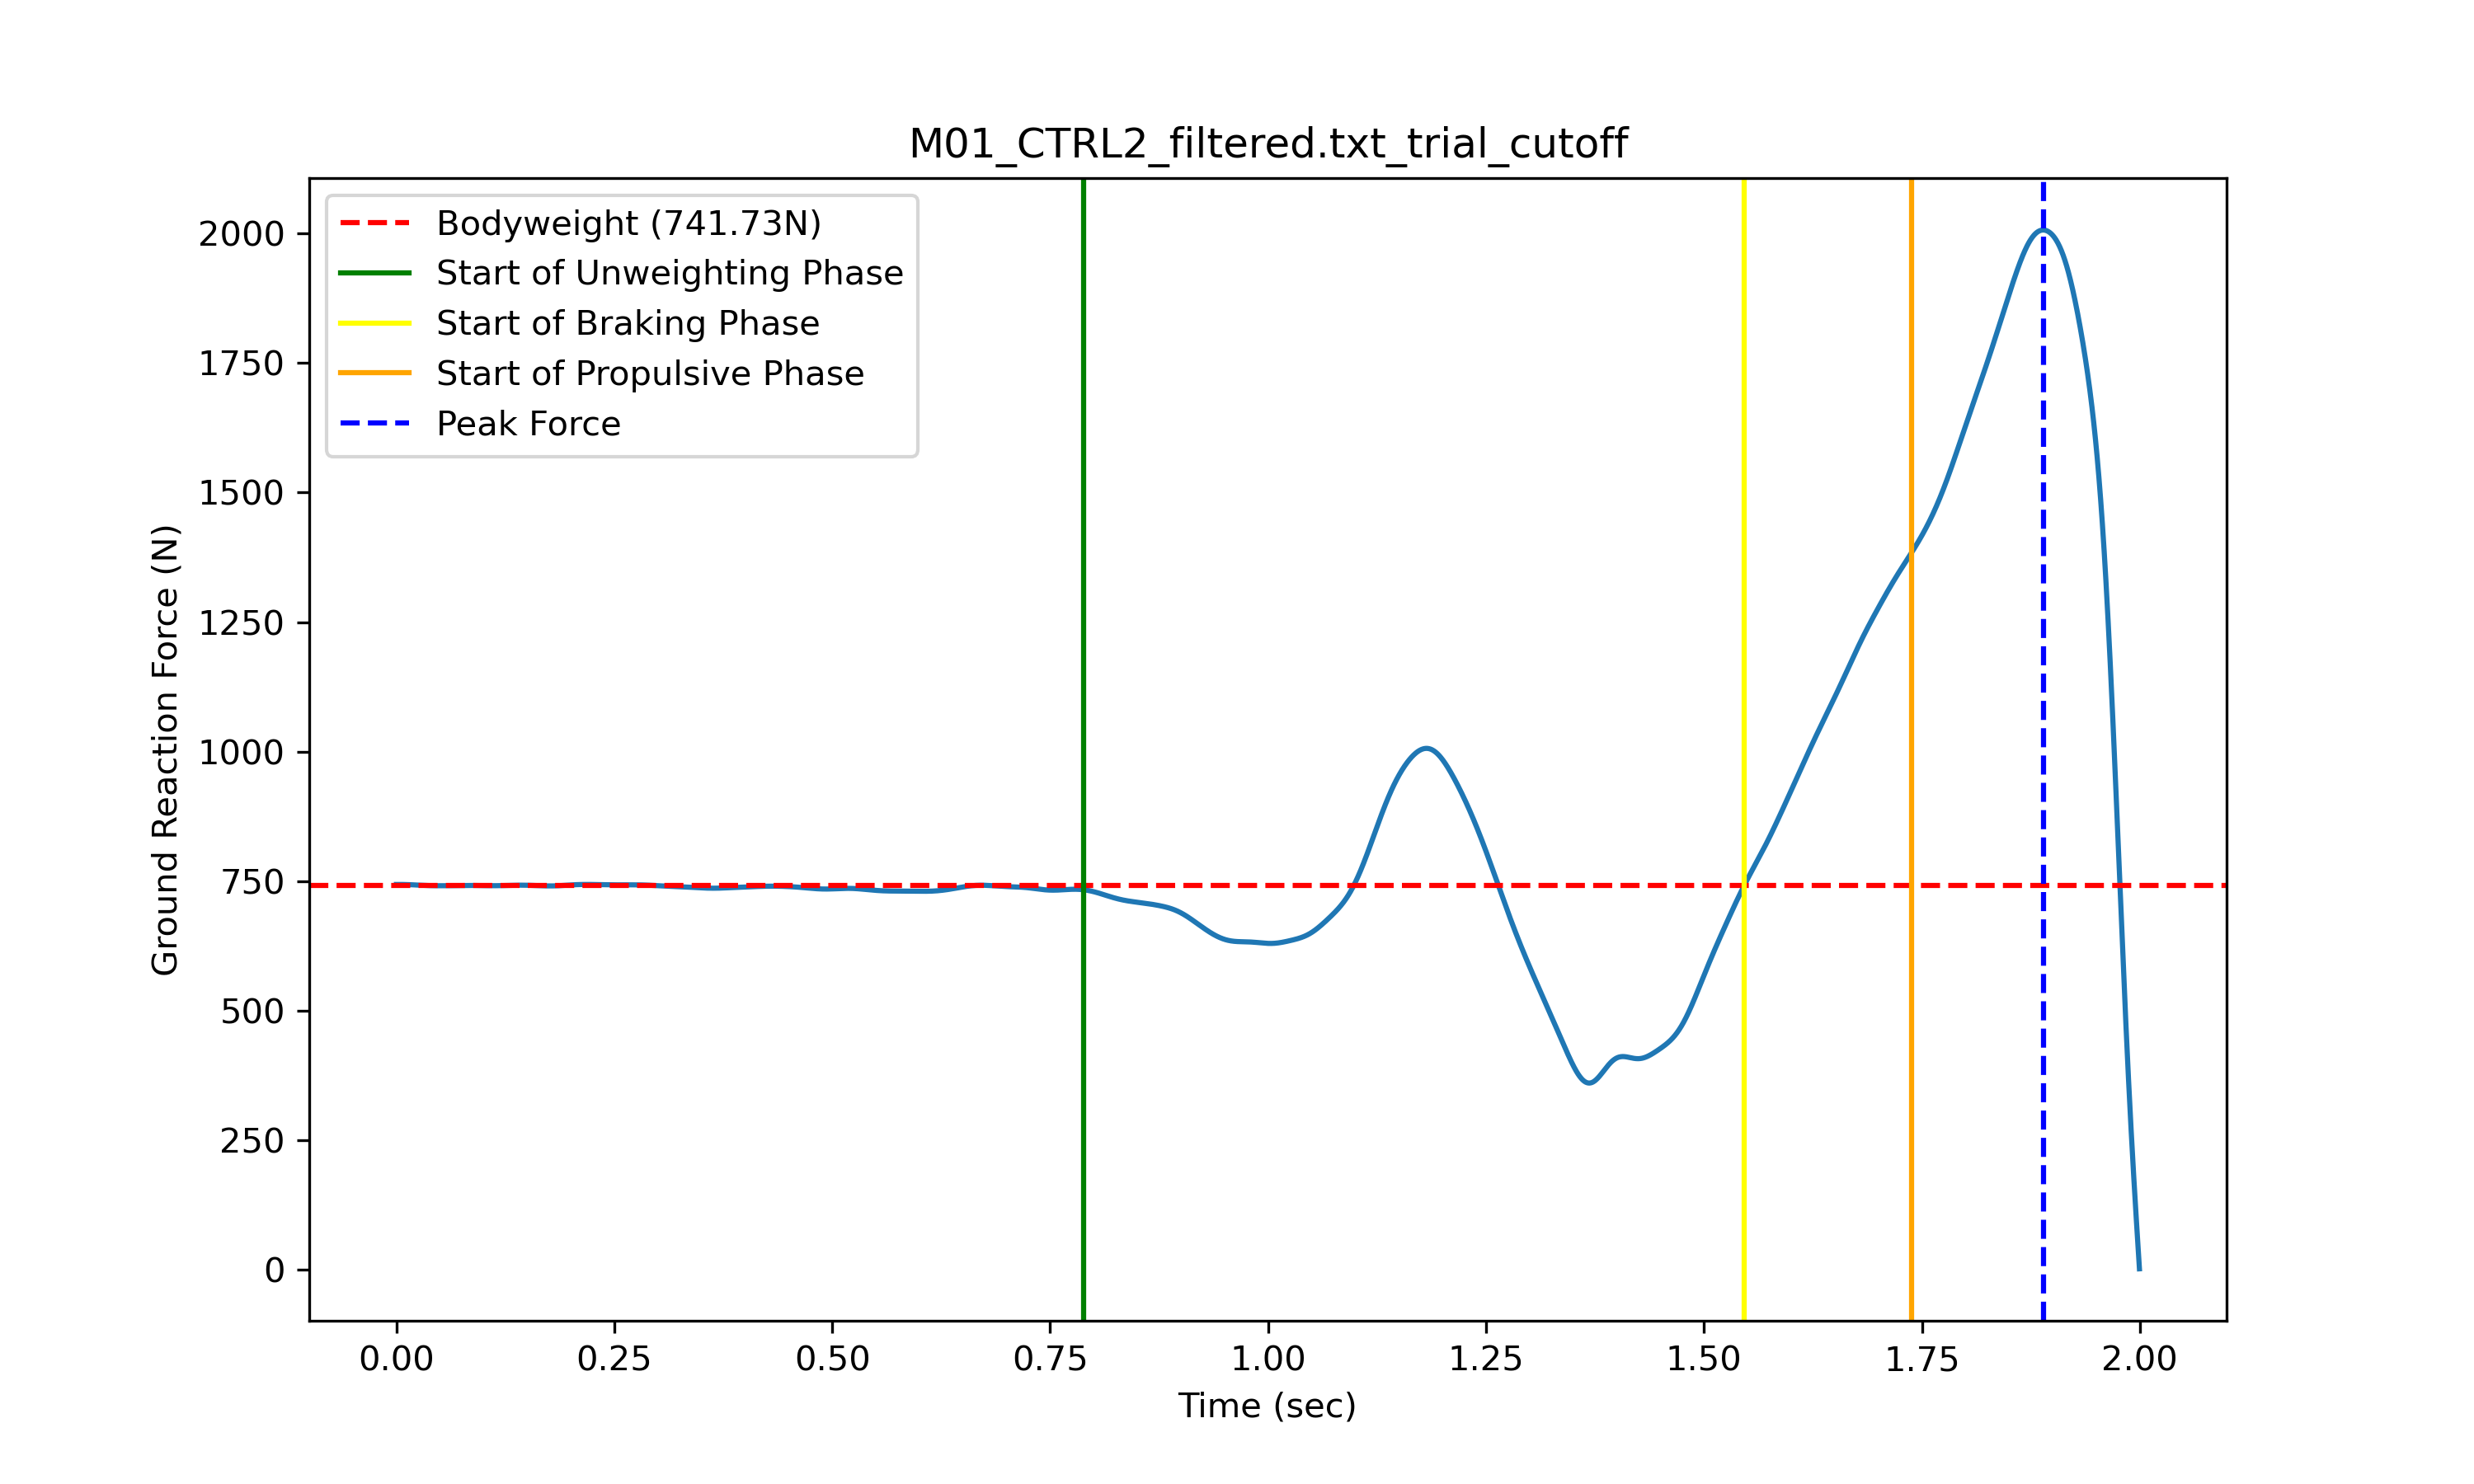 M01_CTRL2_filtered.txt_trial_cutoff
Bodyweight (741.73N)
Start of Unweighting Phase
Start of Braking Phase
Start of Propulsive Phase
Peak Force
Ground Reaction Force (N)
2000
1750
1500
1250
1000
750
500
250
0
0.00 0.25 0.50 0.75 1.00 1.25 1.50 1.75 2.00
Time (sec)